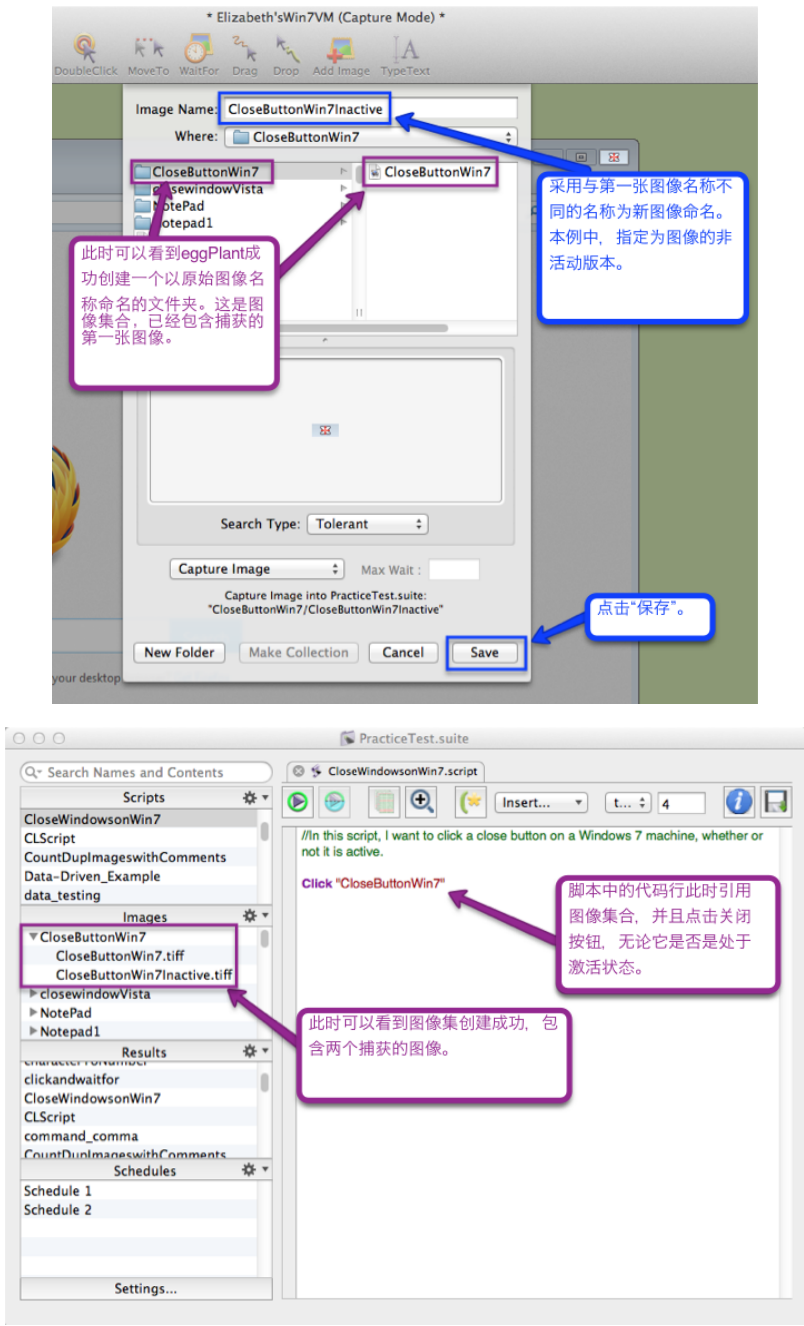 * Elizabeth'sWin7VM (Capture Mode) *
DoubleClick MoveTo WaitFor Drag Drop Add Image TypeText
Image Name: CloseButtonWin7Inactive
Where: CloseButtonWin7
CloseButtonWin7
closewindowVista
NotePad
Notepad1
CloseButtonWin7
采用与第一张图像名称不
同的名称为新图像命名。
本例中，指定为图像的非
活动版本。
此时可以看到eggPlant成
功创建一个以原始图像名
称命名的文件夹。这是图
像集合，已经包含捕获的
第一张图像。
Search Type: Tolerant
Capture Image Max Wait :
Capture Image into PracticeTest.suite:
"CloseButtonWin7/CloseButtonWin7Inactive"
点击“保存”。
New Folder Make Collection Cancel Save
your desktop
PracticeTest.suite
Search Names and Contents
CloseWindowsonWin7.script
Scripts
Insert... t... 4
CloseWindowsonWin7
CLScript
CountDupImageswithComments
Data-Driven_Example
data_testing
//In this script, I want to click a close button on a Windows 7 machine, whether or
not it is active.
Click "CloseButtonWin7"
脚本中的代码行此时引用
图像集合，并且点击关闭
按钮，无论它是否是处于
激活状态。
Images
CloseButtonWin7
CloseButtonWin7.tiff
CloseButtonWin7Inactive.tiff
closewindowVista
NotePad
Notepad1
此时可以看到图像集创建成功，包
含两个捕获的图像。
Results
characterForNumber
clickandwaitfor
CloseWindowsonWin7
CLScript
command_comma
CountDupImageswithComments
Schedules
Schedule 1
Schedule 2
Settings...